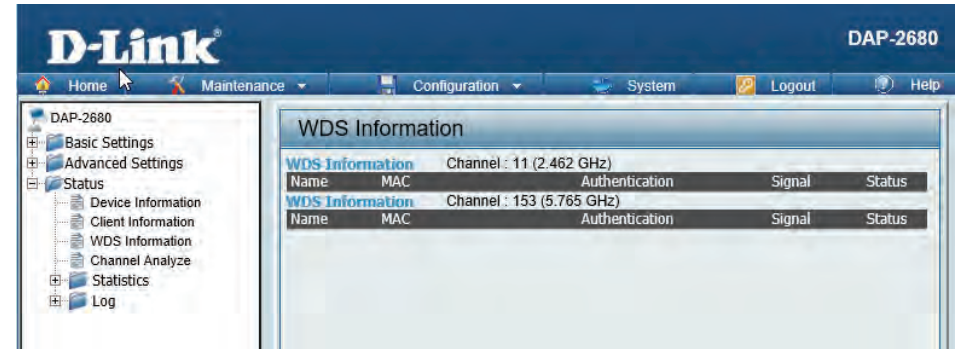 D-Link®
DAP-2680
Home Maintenance Configuration System Logout Help
DAP-2680
Basic Settings
Advanced Settings
Status
Device Information
Client Information
WDS Information
Channel Analyze
Statistics
Log
WDS Information
WDS Information Channel : 11 (2.462 GHz)
Name MAC Authentication Signal Status
WDS Information Channel : 153 (5.765 GHz)
Name MAC Authentication Signal Status